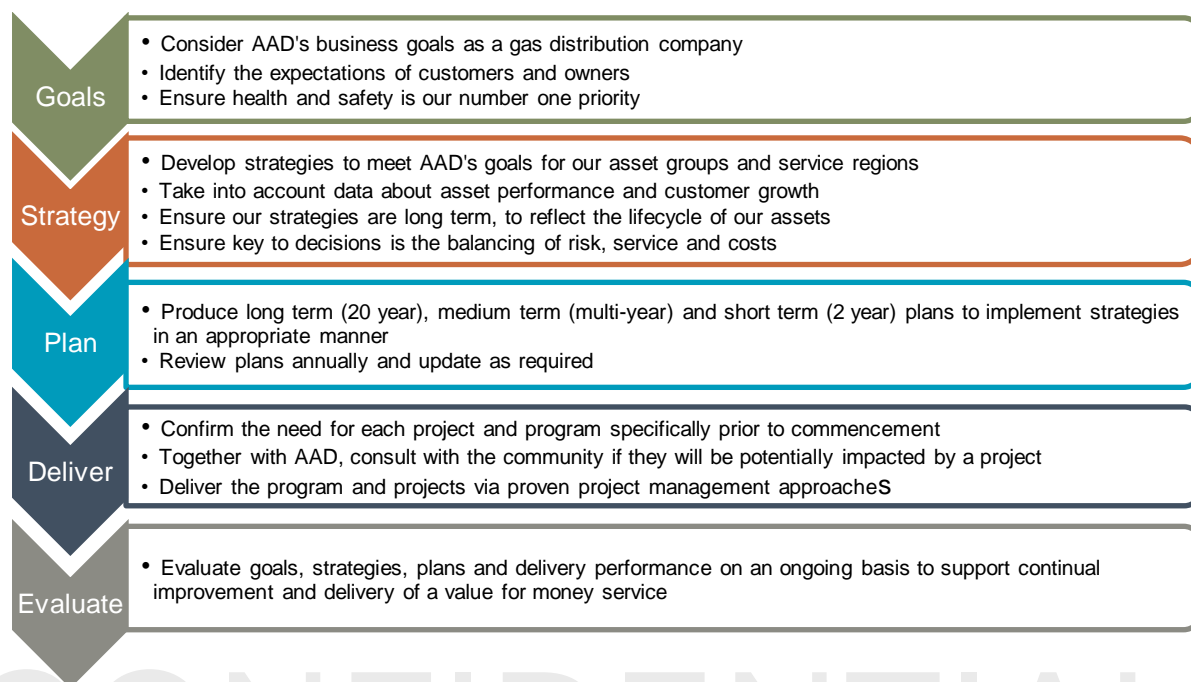 Goals
• Consider AAD's business goals as a gas distribution company
• Identify the expectations of customers and owners
• Ensure health and safety is our number one priority
Strategy
• Develop strategies to meet AAD's goals for our asset groups and service regions
• Take into account data about asset performance and customer growth
• Ensure our strategies are long term, to reflect the lifecycle of our assets
• Ensure key to decisions is the balancing of risk, service and costs
Plan
• Produce long term (20 year), medium term (multi-year) and short term (2 year) plans to implement strategies
in an appropriate manner
• Review plans annually and update as required
Deliver
• Confirm the need for each project and program specifically prior to commencement
• Together with AAD, consult with the community if they will be potentially impacted by a project
• Deliver the program and projects via proven project management approaches
Evaluate
• Evaluate goals, strategies, plans and delivery performance on an ongoing basis to support continual
improvement and delivery of a value for money service
CONFIDENTIAL